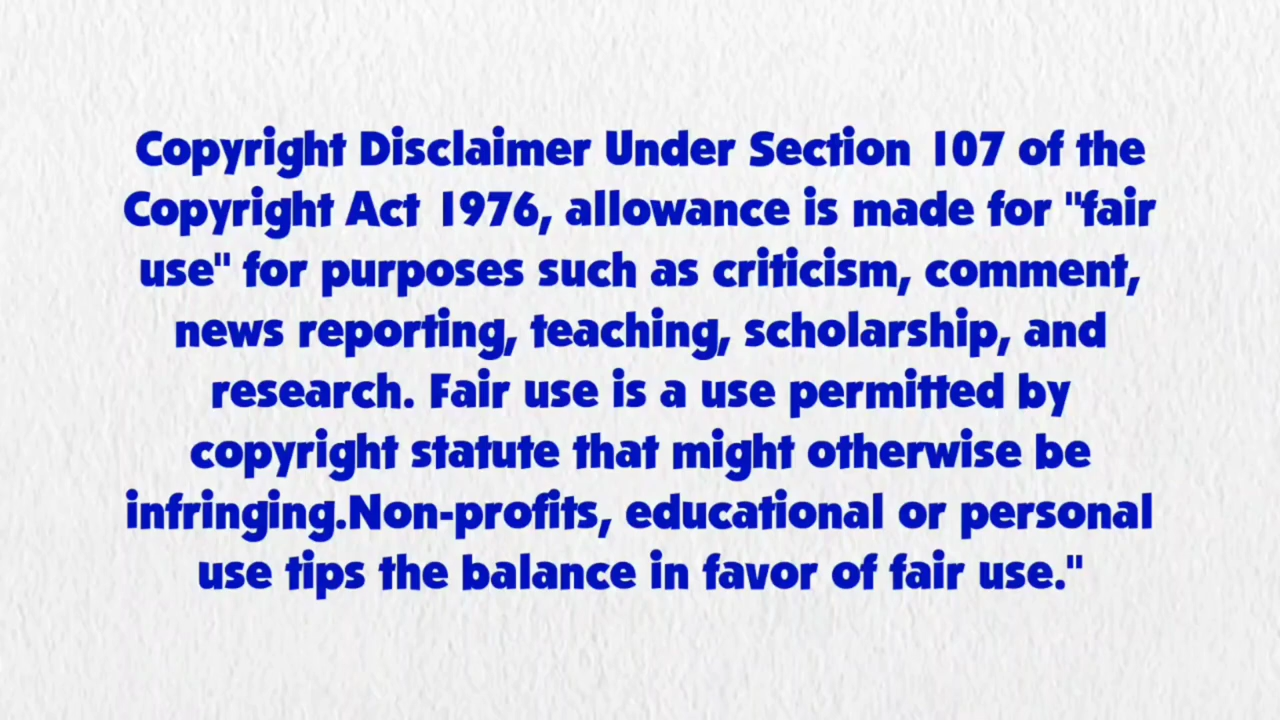 Copyright Disclaimer Under Section 107 of the
Copyright Act 1976, allowance is made for "fair
use" for purposes such as criticism, comment,
news reporting, teaching, scholarship, and
research. Fair use is a use permitted by
copyright statute that might otherwise be
infringing.Non-profits, educational or personal
use tips the balance in favor of fair use."